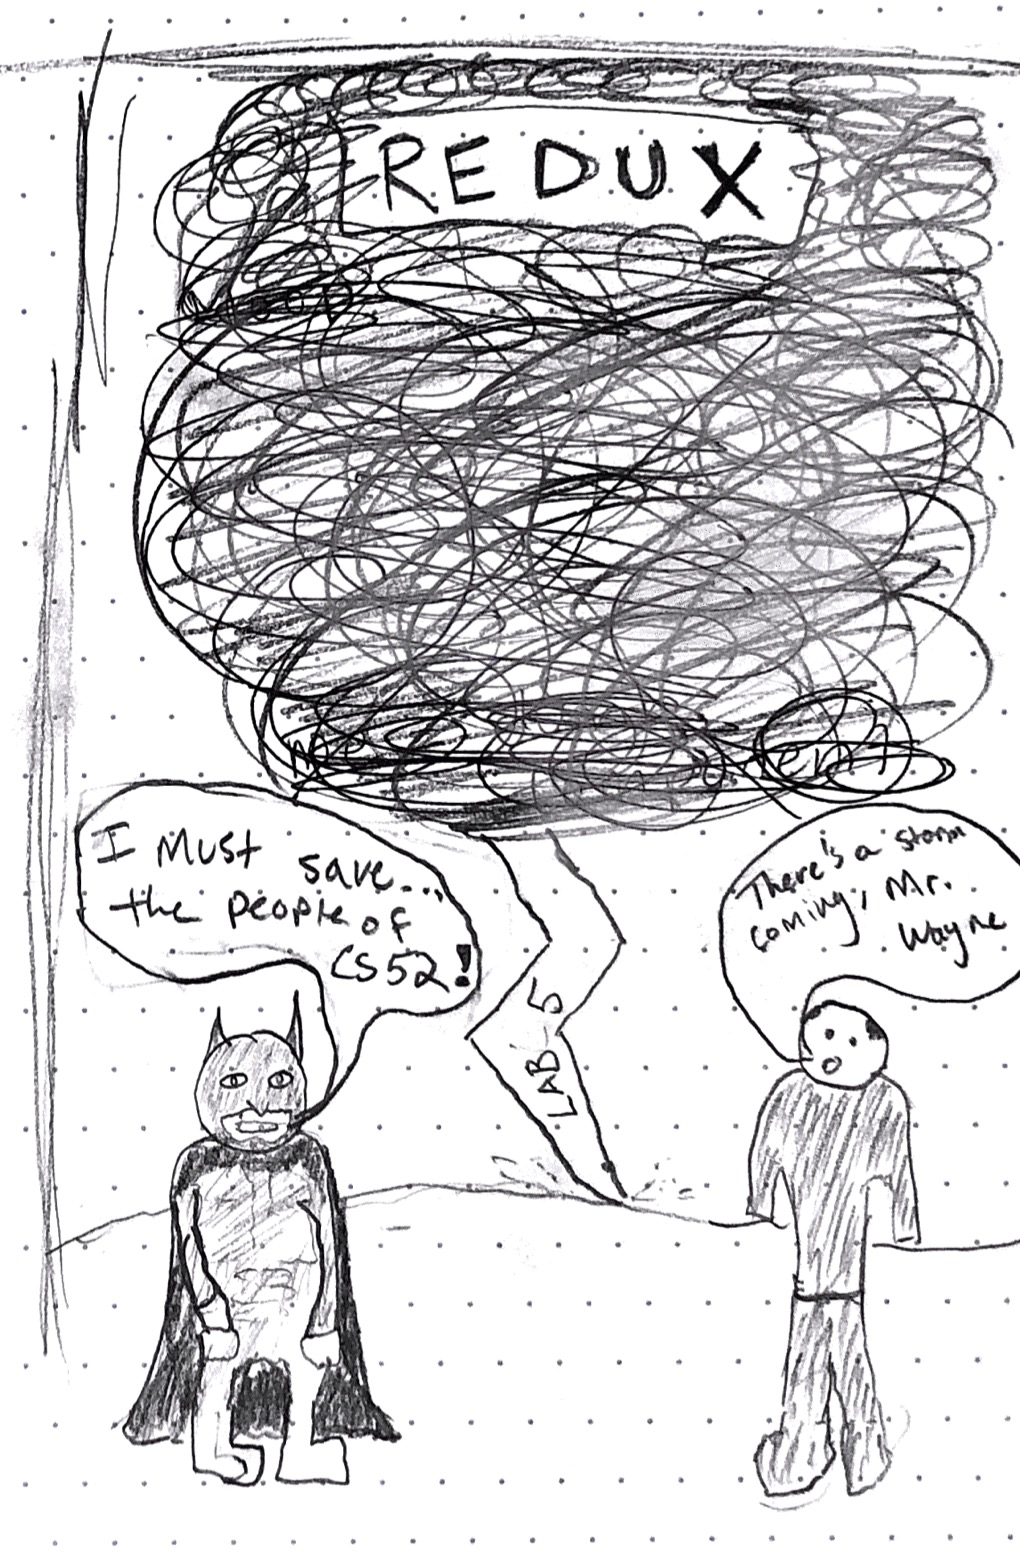 REDUX
I Must save...
the people of
CS52!
There's a storm
coming, Mr.
Wayne
LAB 5